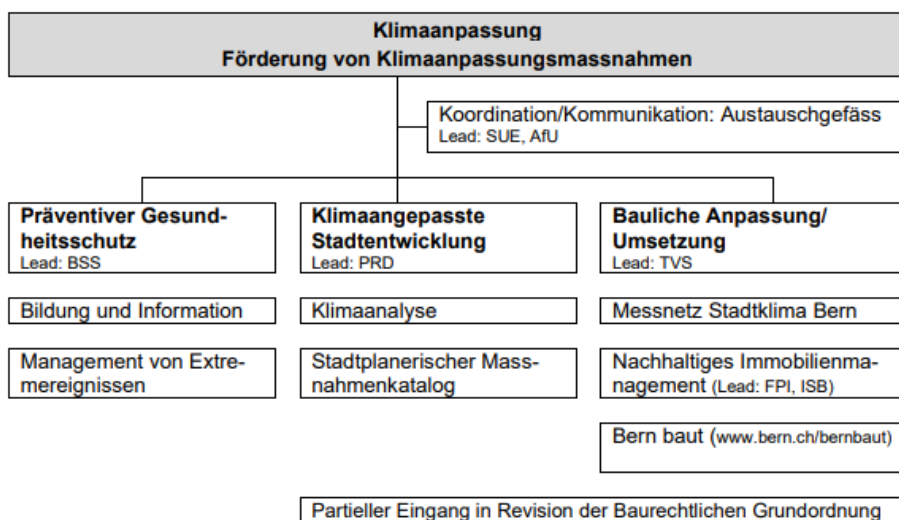 Klimaanpassung
Förderung von Klimaanpassungsmassnahmen
Koordination/Kommunikation: Austauschgefäss
Lead: SUE, AfU
Präventiver Gesund-
heitsschutz
Lead: BSS
Klimaangepasste
Stadtentwicklung
Lead: PRD
Bauliche Anpassung/
Umsetzung
Lead: TVS
Bildung und Information
Klimaanalyse
Messnetz Stadtklima Bern
Management von Extre-
mereignissen
Stadtplanerischer Mass-
nahmenkatalog
Nachhaltiges Immobilienma-
nagement (Lead: FPI, ISB)
Bern baut (www.bern.ch/bernbaut)
Partieller Eingang in Revision der Baurechtlichen Grundordnung